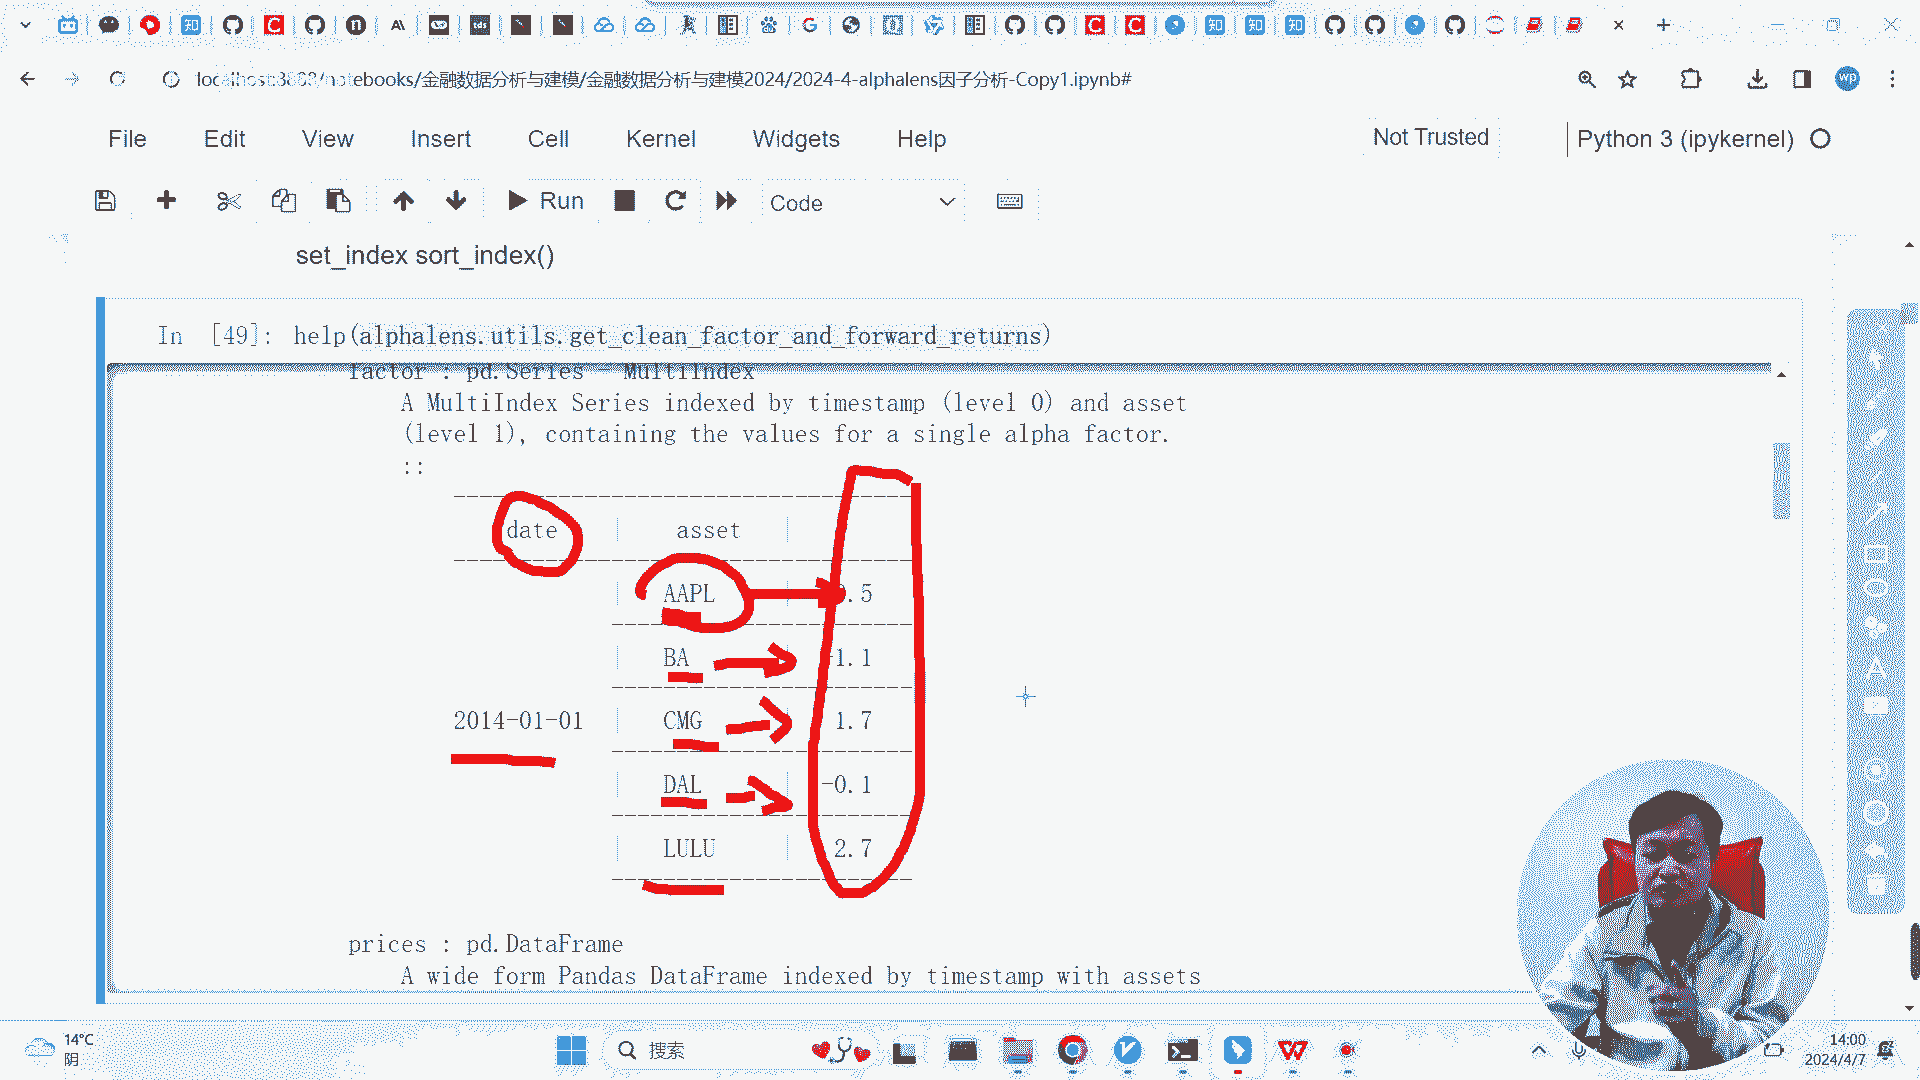 localhost:8888/notebooks/金融数据分析与建模/金融数据分析与建模2024/2024-4-alphalens因子分析-Copy1.ipynb#
File Edit View Insert Cell Kernel Widgets Help Not Trusted Python 3 (ipykernel)
Run Code
set_index sort_index()
In [49]: help(alphalens.utils.get_clean_factor_and_forward_returns)
factor : pd.Series - MultiIndex
A MultiIndex Series indexed by timestamp (level 0) and asset
(level 1), containing the values for a single alpha factor.
::
date | asset |
| AAPL | .5
| BA | -1.1
2014-01-01 | CMG | 1.7
| DAL | -0.1
| LULU | 2.7
prices : pd.DataFrame
A wide form Pandas DataFrame indexed by timestamp with assets
14°C
阴
搜索
14:00
2024/4/7